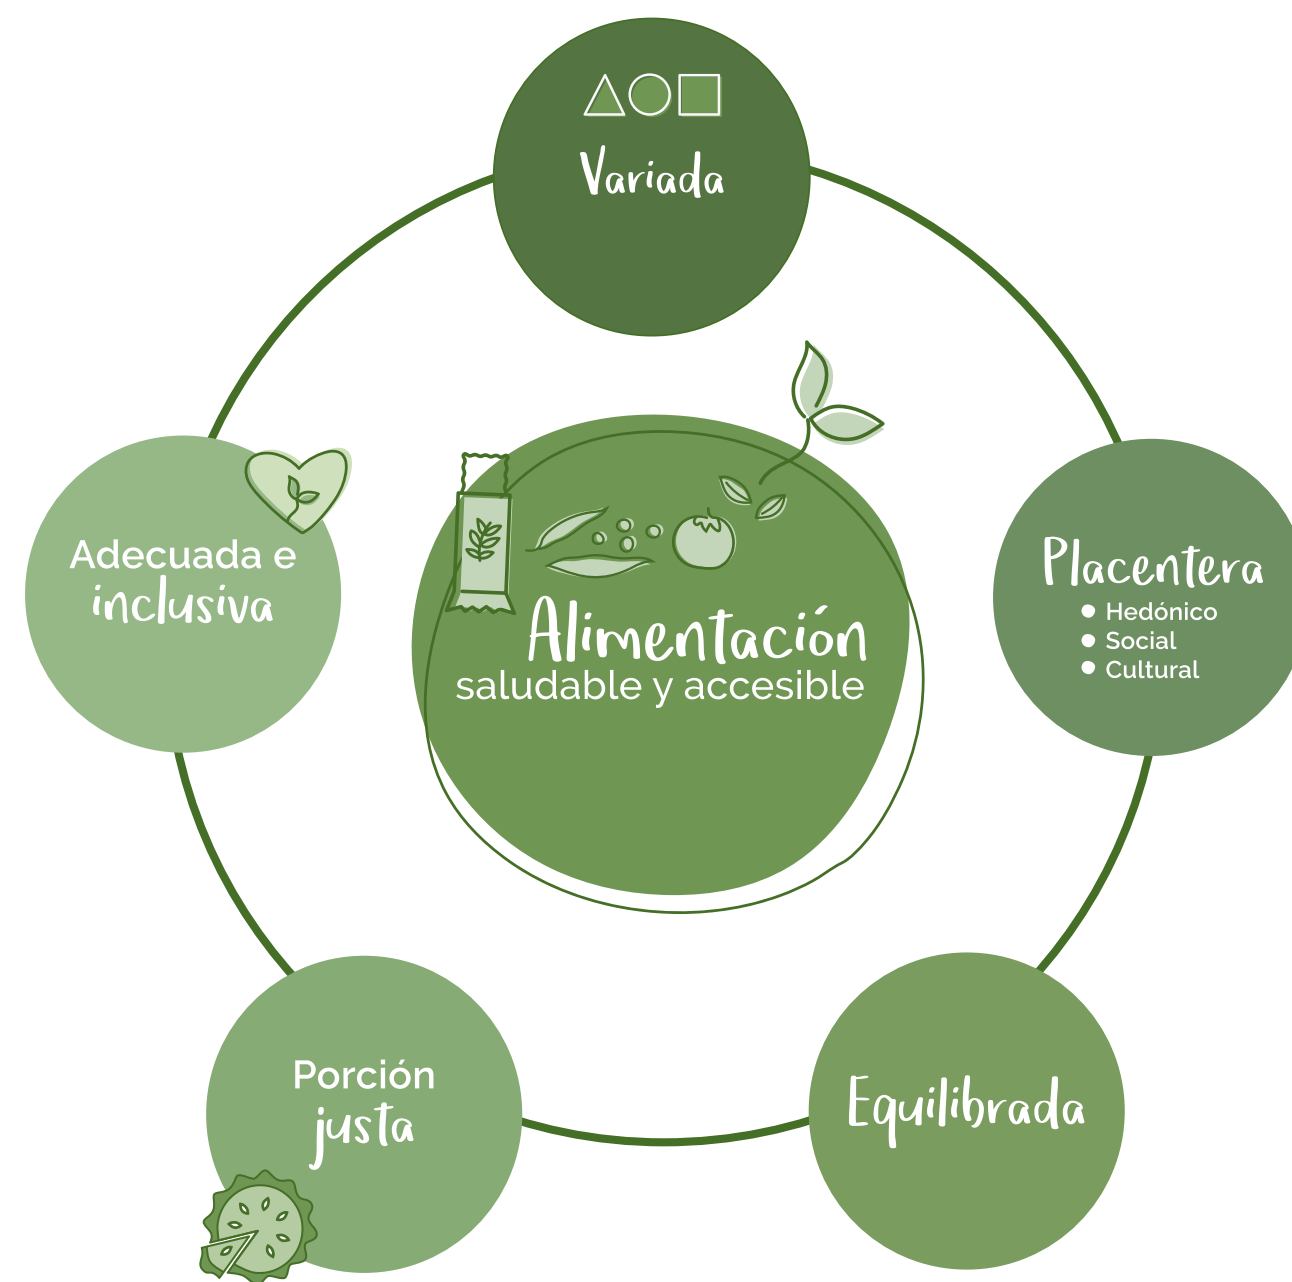 Variada
Adecuada e
inclusiva
Alimentación
saludable y accesible
Placentera
Hedónico
Social
Cultural
Porción
justa
Equilibrada